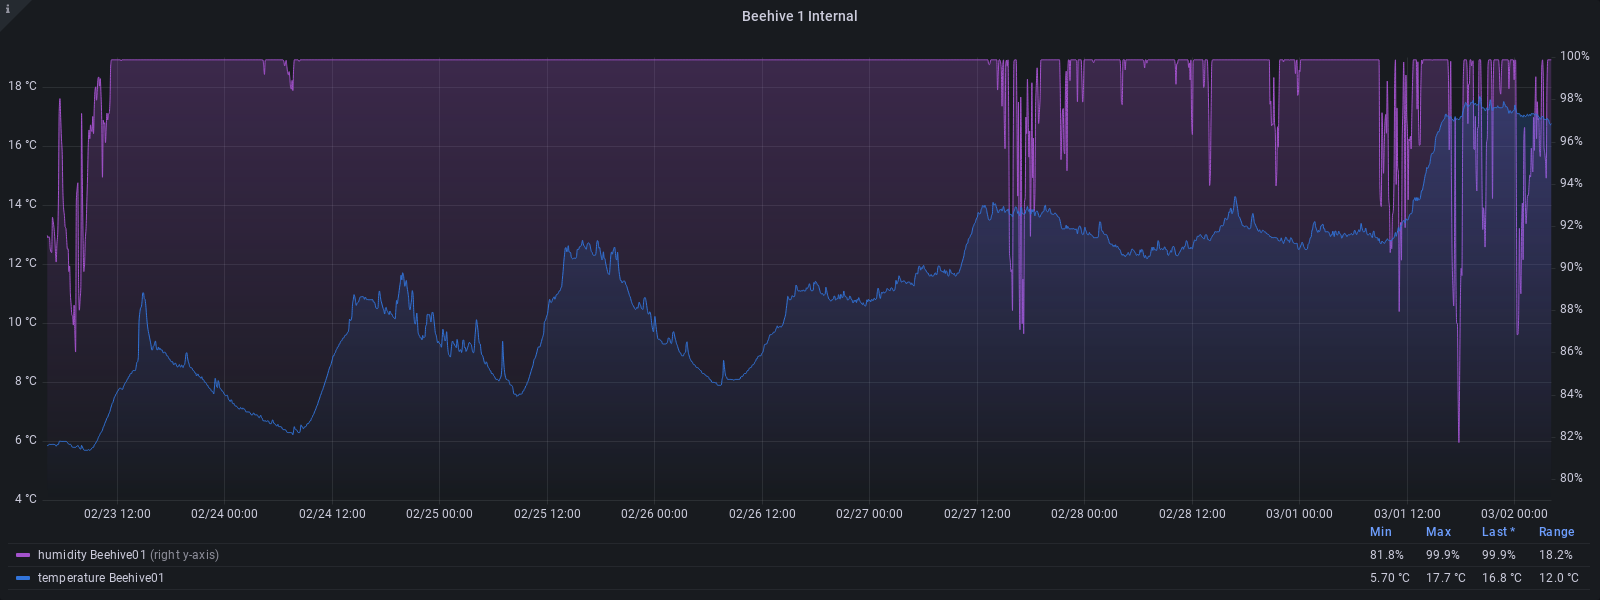 i
Beehive 1 Internal
100%
18 °C
98%
16 °C
96%
94%
14 °C
92%
12 °C
90%
10 °C
88%
86%
8 °C
84%
6 °C
82%
80%
4 °C
02/23 12:00 02/24 00:00 02/24 12:00 02/25 00:00 02/25 12:00 02/26 00:00 02/26 12:00 02/27 00:00 02/27 12:00 02/28 00:00 02/28 12:00 03/01 00:00 03/01 12:00 03/02 00:00
Min Max Last * Range
humidity Beehive01 (right y-axis) 81.8% 99.9% 99.9% 18.2%
temperature Beehive01 5.70 °C 17.7 °C 16.8 °C 12.0 °C